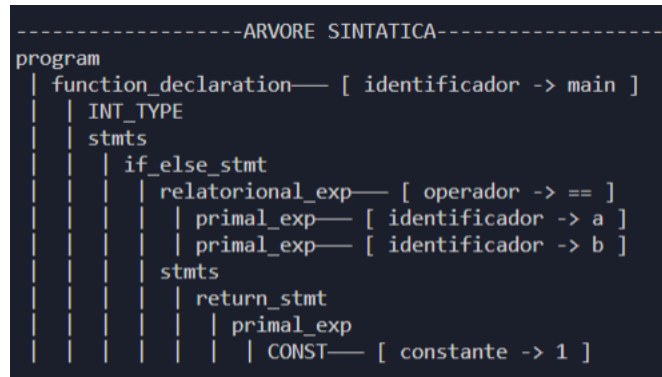 -------------------ARVORE SINTATICA-------------------
program
| function_declaration─── [ identificador -> main ]
| | INT_TYPE
| | stmts
| | | if_else_stmt
| | | | relatorional_exp─── [ operador -> == ]
| | | | | primal_exp─── [ identificador -> a ]
| | | | | primal_exp─── [ identificador -> b ]
| | | | stmts
| | | | | return_stmt
| | | | | | primal_exp
| | | | | | | CONST─── [ constante -> 1 ]